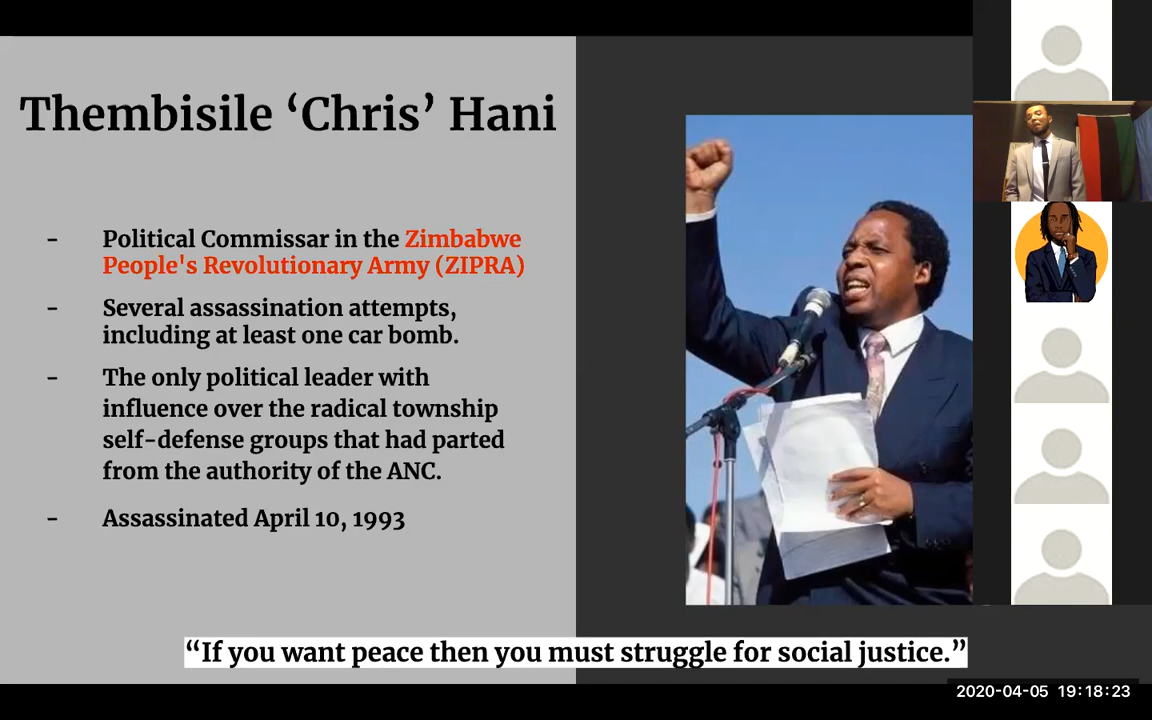 Thembisile ‘Chris’ Hani
- Political Commissar in the Zimbabwe
People's Revolutionary Army (ZIPRA)
- Several assassination attempts,
including at least one car bomb.
- The only political leader with
influence over the radical township
self-defense groups that had parted
from the authority of the ANC.
- Assassinated April 10, 1993
“If you want peace then you must struggle for social justice.”
2020-04-05 19:18:23